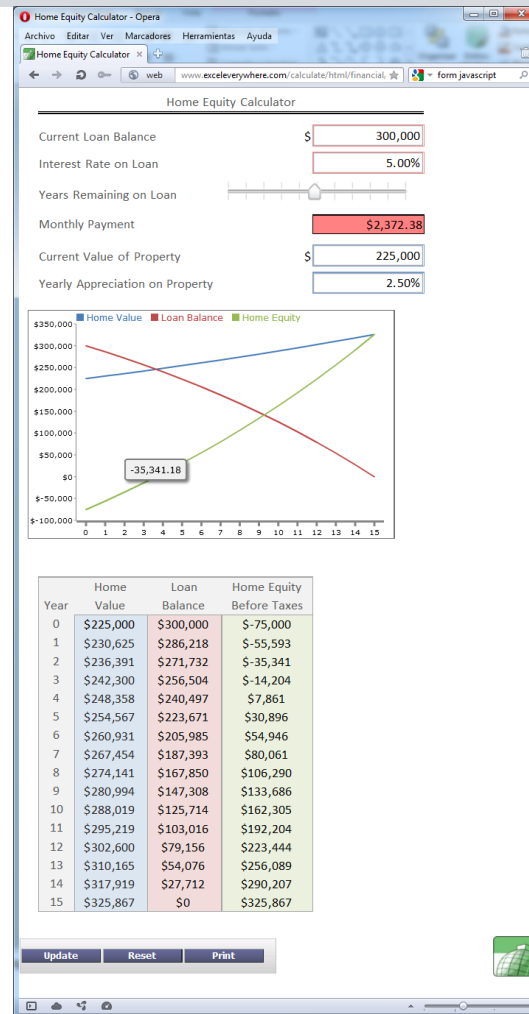 Home Equity Calculator - Opera
Archivo Editar Ver Marcadores Herramientas Ayuda
Home Equity Calculator
web www.exceleverywhere.com/calculate/html/financial, form javascript
Home Equity Calculator
Current Loan Balance $ 300,000
Interest Rate on Loan 5.00%
Years Remaining on Loan
Monthly Payment $2,372.38
Current Value of Property $ 225,000
Yearly Appreciation on Property 2.50%
Home Value Loan Balance Home Equity
$350,000
$300,000
$250,000
$200,000
$150,000
$100,000
$50,000
$0
$-50,000
$-100,000
-35,341.18
0 1 2 3 4 5 6 7 8 9 10 11 12 13 14 15
Home Loan Home Equity
Year Value Balance Before Taxes
0 $225,000 $300,000 $-75,000
1 $230,625 $286,218 $-55,593
2 $236,391 $271,732 $-35,341
3 $242,300 $256,504 $-14,204
4 $248,358 $240,497 $7,861
5 $254,567 $223,671 $30,896
6 $260,931 $205,985 $54,946
7 $267,454 $187,393 $80,061
8 $274,141 $167,850 $106,290
9 $280,994 $147,308 $133,686
10 $288,019 $125,714 $162,305
11 $295,219 $103,016 $192,204
12 $302,600 $79,156 $223,444
13 $310,165 $54,076 $256,089
14 $317,919 $27,712 $290,207
15 $325,867 $0 $325,867
Update Reset Print